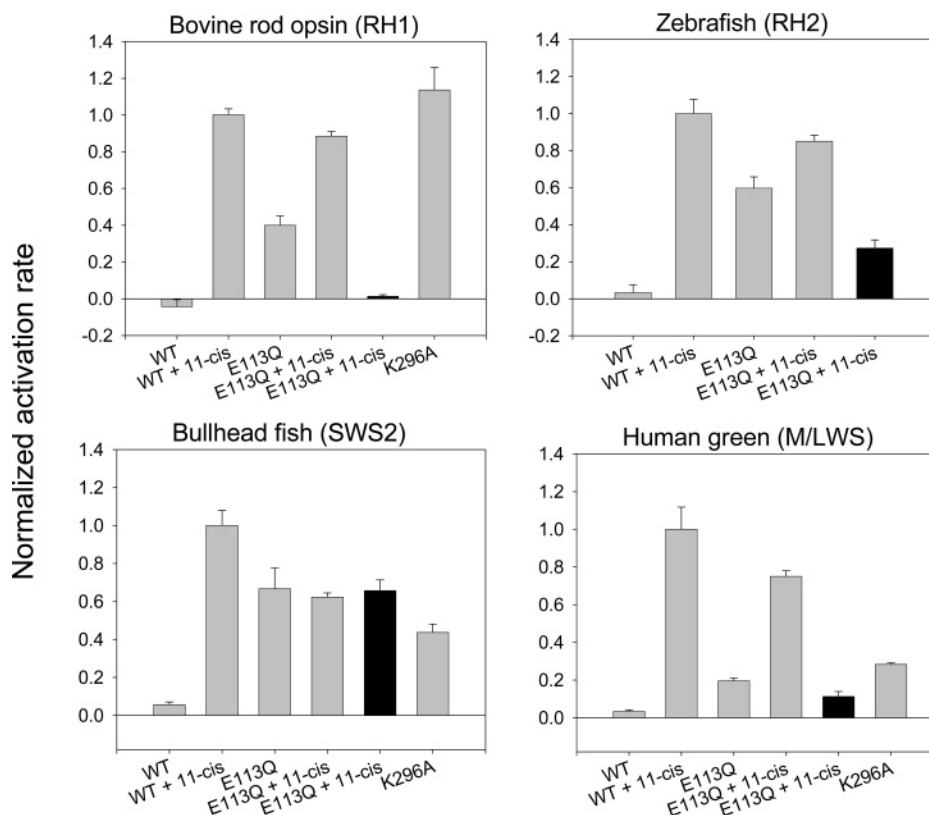 Normalized activation rate
Bovine rod opsin (RH1)
1.4
1.2
1.0
0.8
0.6
0.4
0.2
0.0
-0.2
WT
WT + 11-cis
E113Q
E113Q + 11-cis
E113Q + 11-cis
K296A
Zebrafish (RH2)
1.4
1.2
1.0
0.8
0.6
0.4
0.2
0.0
-0.2
WT
WT + 11-cis
E113Q
E113Q + 11-cis
E113Q + 11-cis
Bullhead fish (SWS2)
1.4
1.2
1.0
0.8
0.6
0.4
0.2
0.0
WT
WT + 11-cis
E113Q
E113Q + 11-cis
E113Q + 11-cis
K296A
Human green (M/LWS)
1.4
1.2
1.0
0.8
0.6
0.4
0.2
0.0
WT
WT + 11-cis
E113Q
E113Q + 11-cis
E113Q + 11-cis
K296A